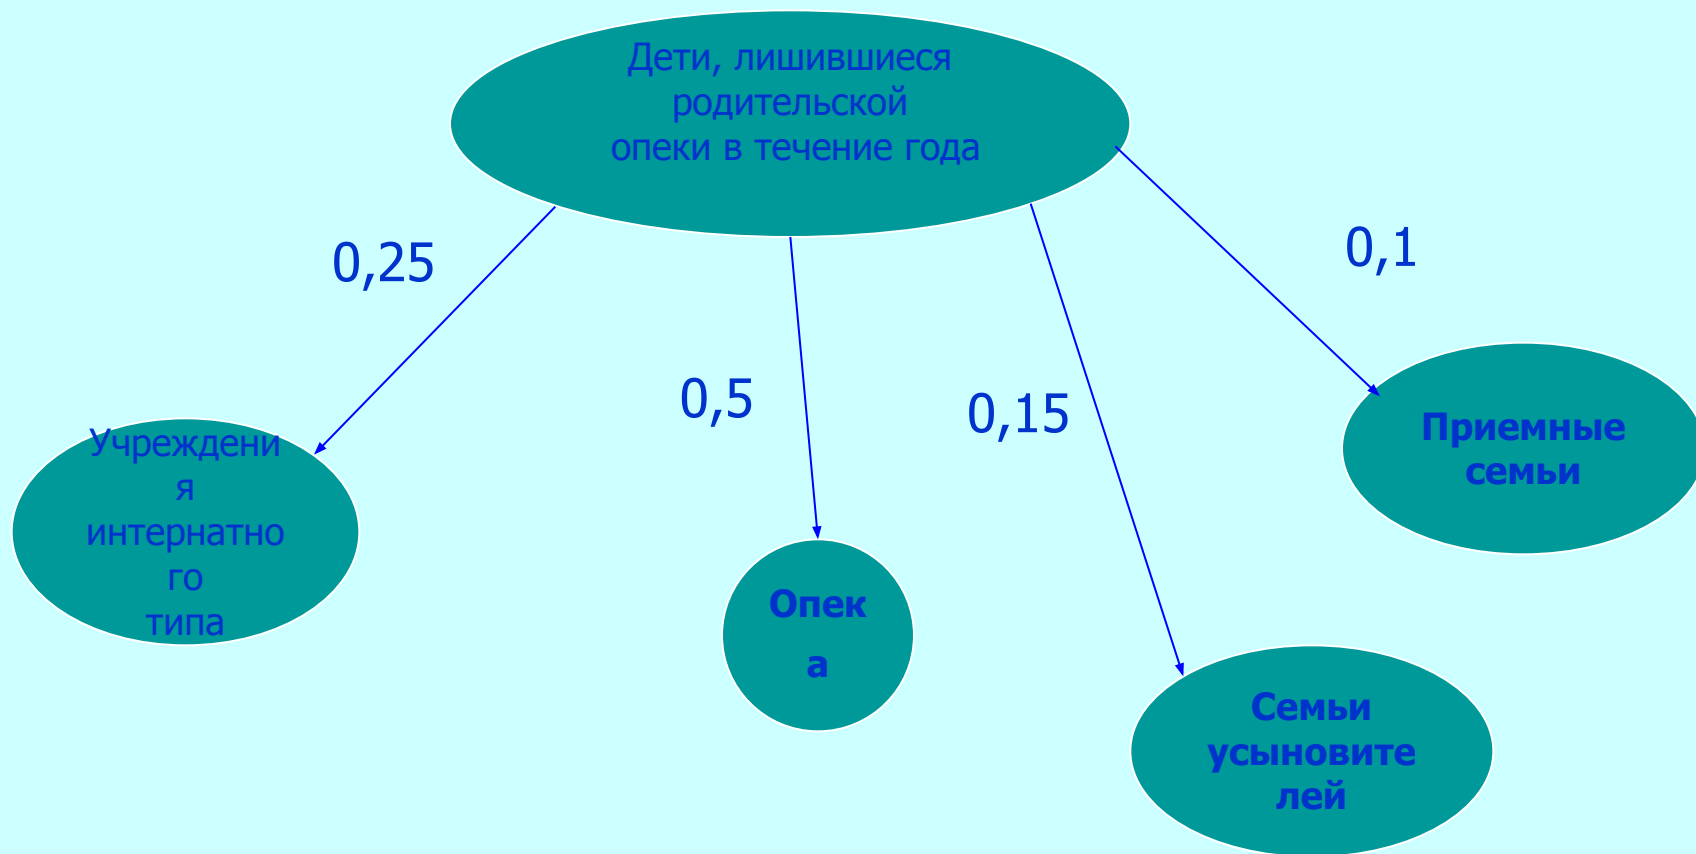 Дети, лишившиеся
родительской
опеки в течение года
0,25
0,5
0,15
0,1
Учреждени
я
интернатно
го
типа
Опек
а
Семьи
усыновите
лей
Приемные
семьи